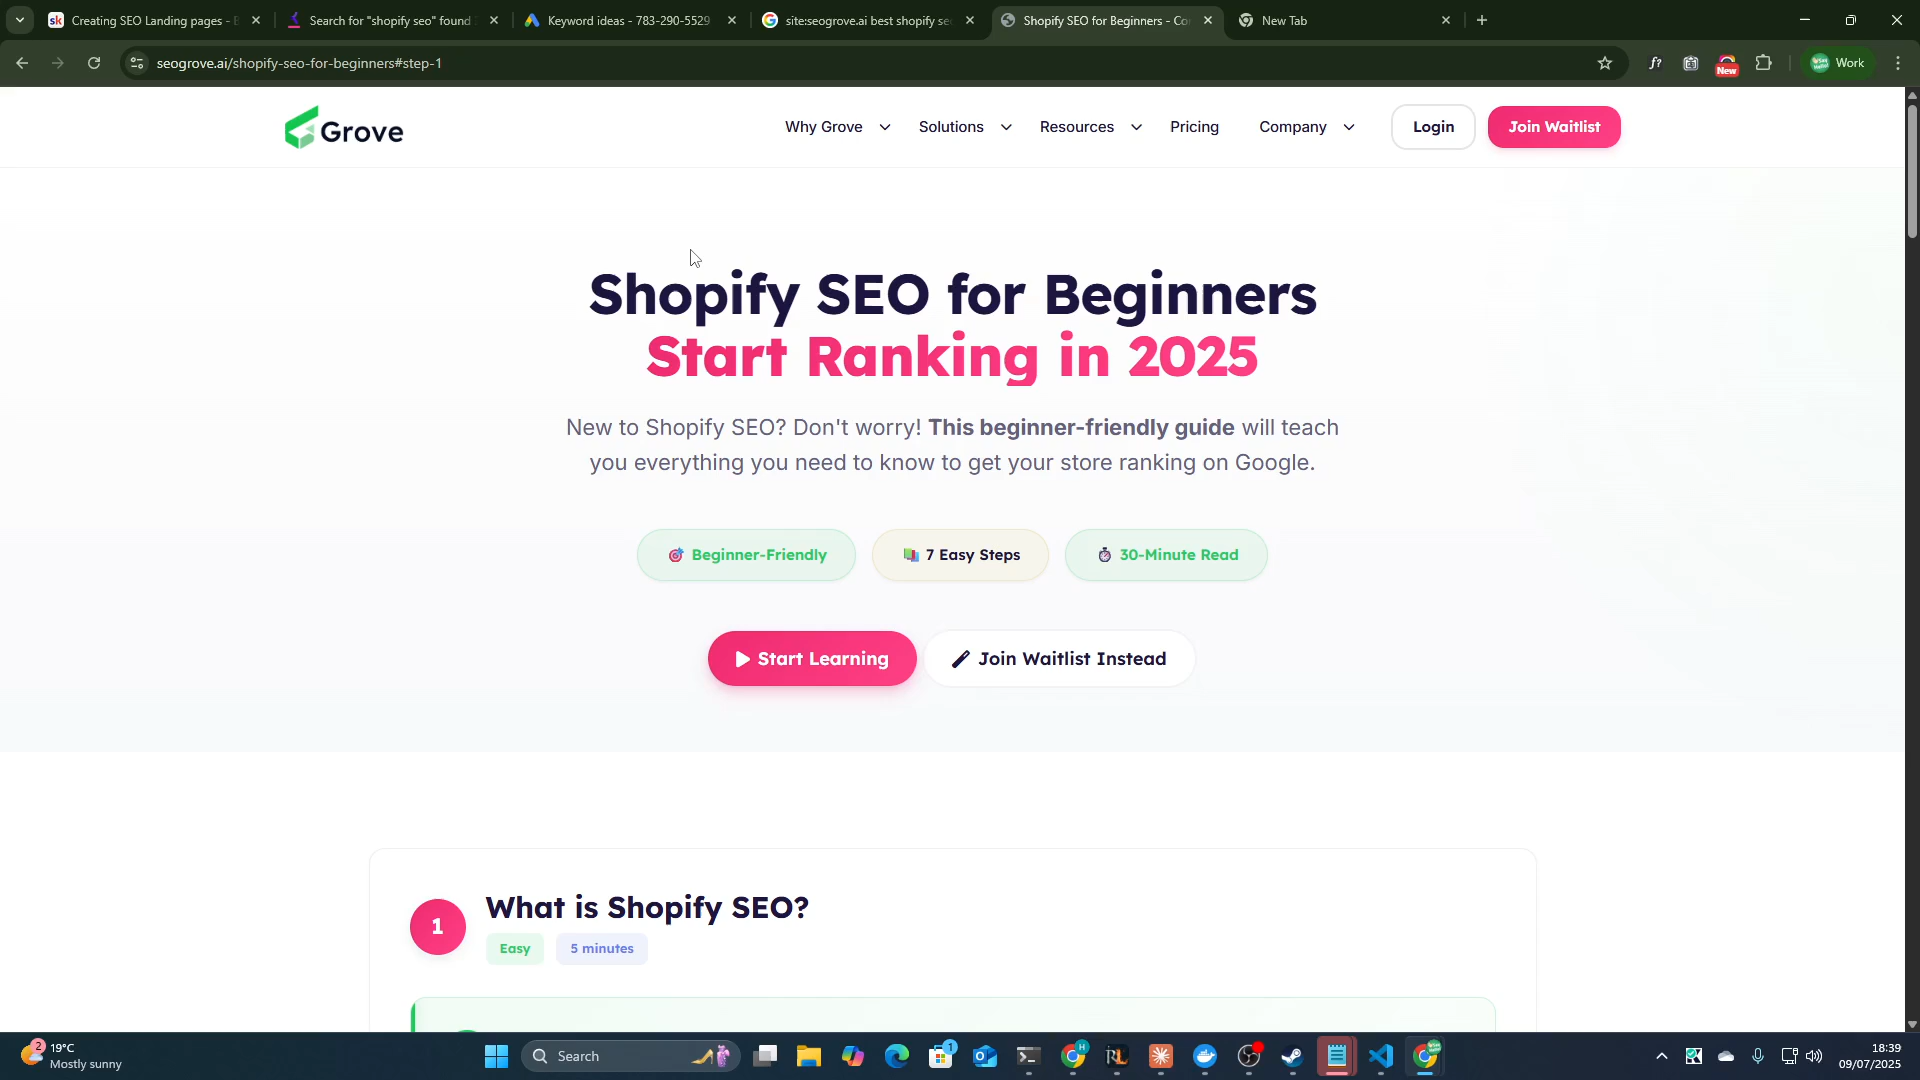 Creating SEO Landing pages - B
Search for "shopify seo" found
Keyword ideas - 783-290-5529
site:seogrove.ai best shopify se
Shopify SEO for Beginners - Co
New Tab
seogrove.ai/shopify-seo-for-beginners#step-1
f?
New
Work
Grove
Why Grove
Solutions
Resources
Pricing
Company
Login
Join Waitlist
Shopify SEO for Beginners
Start Ranking in 2025
New to Shopify SEO? Don't worry! This beginner-friendly guide will teach
you everything you need to know to get your store ranking on Google.
Beginner-Friendly
7 Easy Steps
30-Minute Read
Start Learning
Join Waitlist Instead
1
What is Shopify SEO?
Easy
5 minutes
2
19°C
Mostly sunny
Search
1
H
18:39
09/07/2025